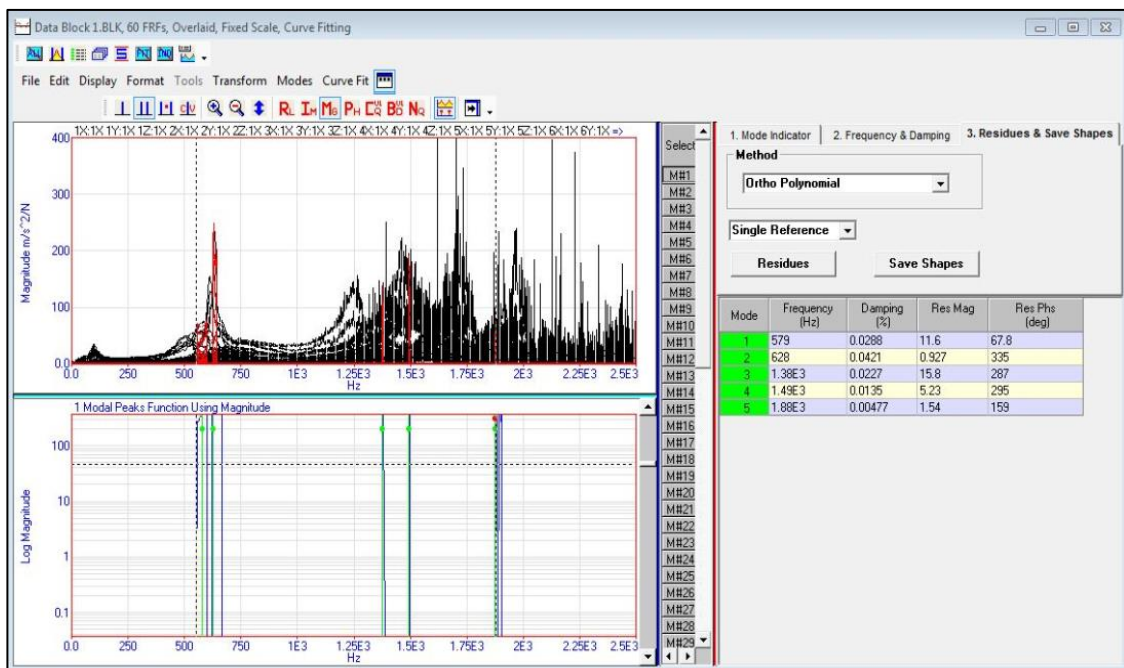 Data Block 1.BLK, 60 FRFs, Overlaid, Fixed Scale, Curve Fitting
File Edit Display Format Tools Transform Modes Curve Fit
1X:1X 1Y:1X 1Z:1X 2X:1X 2Y:1X 2Z:1X 3X:1X 3Y:1X 3Z:1X 4X:1X 4Y:1X 4Z:1X 5X:1X 5Y:1X 5Z:1X 6X:1X 6Y:1X =>
400
300
200
100
0.0
Magnitude m/s^2/N
0.0 250 500 750 1E3 1.25E3 1.5E3 1.75E3 2E3 2.25E3 2.5E3
Hz
1 Modal Peaks Function Using Magnitude
100
10
1
0.1
Log Magnitude
0.0 250 500 750 1E3 1.25E3 1.5E3 1.75E3 2E3 2.25E3 2.5E3
Hz
Select
M#1
M#2
M#3
M#4
M#5
M#6
M#7
M#8
M#9
M#10
M#11
M#12
M#13
M#14
M#15
M#16
M#17
M#18
M#19
M#20
M#21
M#22
M#23
M#24
M#25
M#26
M#27
M#28
M#29
1. Mode Indicator 2. Frequency & Damping 3. Residues & Save Shapes
Method
Ortho Polynomial
Single Reference
Residues Save Shapes
Mode Frequency (Hz) Damping (%) Res Mag Res Phs (deg)
1 579 0.0288 11.6 67.8
2 628 0.0421 0.927 335
3 1.38E3 0.0227 15.8 287
4 1.49E3 0.0135 5.23 295
5 1.88E3 0.00477 1.54 159